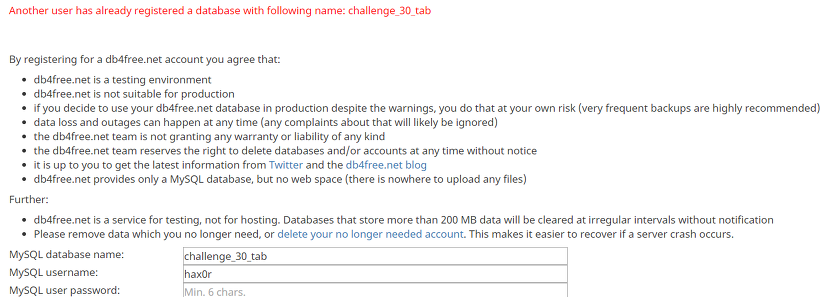 Another user has already registered a database with following name: challenge_30_tab
By registering for a db4free.net account you agree that:
• db4free.net is a testing environment
• db4free.net is not suitable for production
• if you decide to use your db4free.net database in production despite the warnings, you do that at your own risk (very frequent backups are highly recommended)
• data loss and outages can happen at any time (any complaints about that will likely be ignored)
• the db4free.net team is not granting any warranty or liability of any kind
• the db4free.net team reserves the right to delete databases and/or accounts at any time without notice
• it is up to you to get the latest information from Twitter and the db4free.net blog
• db4free.net provides only a MySQL database, but no web space (there is nowhere to upload any files)
Further:
• db4free.net is a service for testing, not for hosting. Databases that store more than 200 MB data will be cleared at irregular intervals without notification
• Please remove data which you no longer need, or delete your no longer needed account. This makes it easier to recover if a server crash occurs.
MySQL database name: challenge_30_tab
MySQL username: hax0r
MySQL user password: Min. 6 chars.